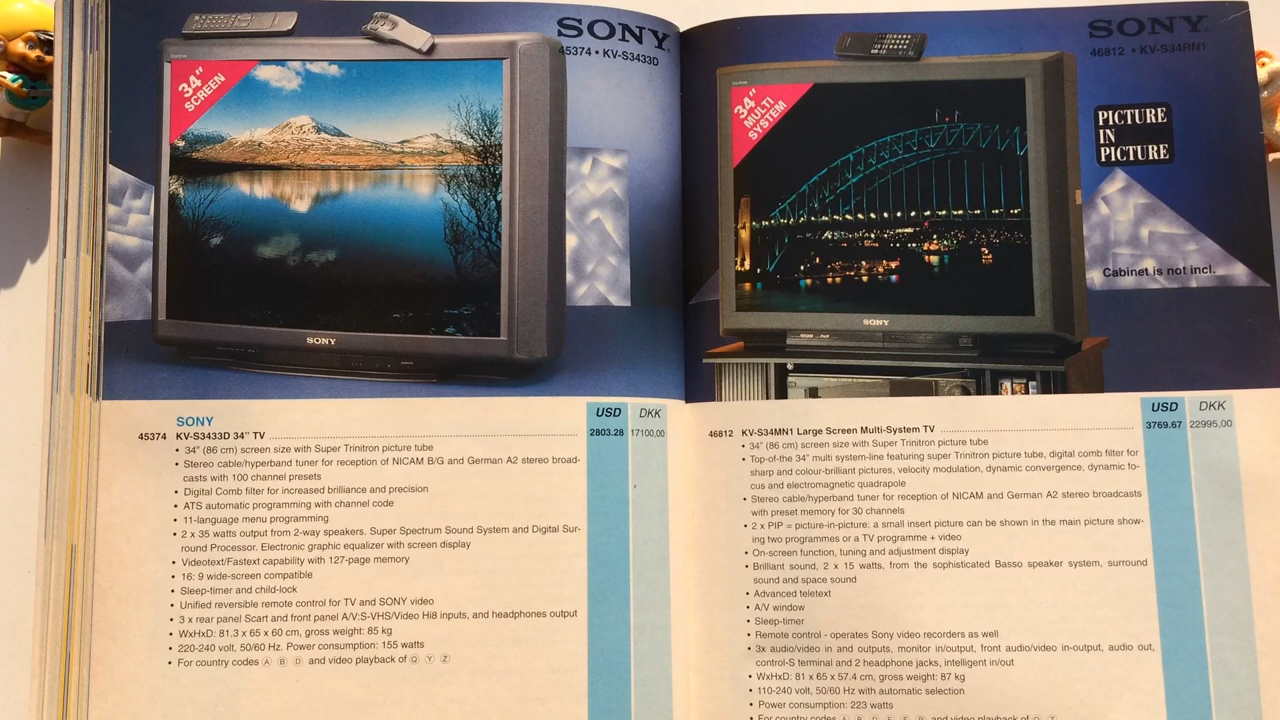 SONY
45374 • KV-S3433D
34"
SCREEN
SONY
SONY
45374 KV-S3433D 34" TV
USD DKK
2803.28 17100,00
• 34" (86 cm) screen size with Super Trinitron picture tube
• Stereo cable/hyperband tuner for reception of NICAM B/G and German A2 stereo broad-
casts with 100 channel presets
• Digital Comb filter for increased brilliance and precision
• ATS automatic programming with channel code
• 11-language menu programming
• 2 x 35 watts output from 2-way speakers. Super Spectrum Sound System and Digital Sur-
round Processor. Electronic graphic equalizer with screen display
• Videotext/Fastext capability with 127-page memory
• 16: 9 wide-screen compatible
• Sleep-timer and child-lock
• Unified reversible remote control for TV and SONY video
• 3 x rear panel Scart and front panel A/V:S-VHS/Video Hi8 inputs, and headphones output
• WxHxD: 81.3 x 65 x 60 cm, gross weight: 85 kg
• 220-240 volt, 50/60 Hz. Power consumption: 155 watts
• For country codes A B D and video playback of Q Y Z
SONY
46812 • KV-S34RN1
34"
MULTI
SYSTEM
PICTURE
IN
PICTURE
Cabinet is not incl.
SONY
USD DKK
3769.67 22995,00
46812 KV-S34MN1 Large Screen Multi-System TV
• 34" (86 cm) screen size with Super Trinitron picture tube
• Top-of-the 34" multi system-line featuring super Trinitron picture tube, digital comb filter for
sharp and colour-brilliant pictures, velocity modulation, dynamic convergence, dynamic fo-
cus and electromagnetic quadrapole
• Stereo cable/hyperband tuner for reception of NICAM and German A2 stereo broadcasts
with preset memory for 30 channels
• 2 x PIP = picture-in-picture: a small insert picture can be shown in the main picture show-
ing two programmes or a TV programme + video
• On-screen function, tuning and adjustment display
• Brilliant sound, 2 x 15 watts, from the sophisticated Basso speaker system, surround
sound and space sound
• Advanced teletext
• A/V window
• Sleep-timer
• Remote control - operates Sony video recorders as well
• 3x audio/video in and outputs, monitor in/output, front audio/video in-output, audio out,
control-S terminal and 2 headphone jacks, intelligent in/out
• WxHxD: 81 x 65 x 57.4 cm, gross weight: 87 kg
• 110-240 volt, 50/60 Hz with automatic selection
• Power consumption: 223 watts
• For country codes and video playback of